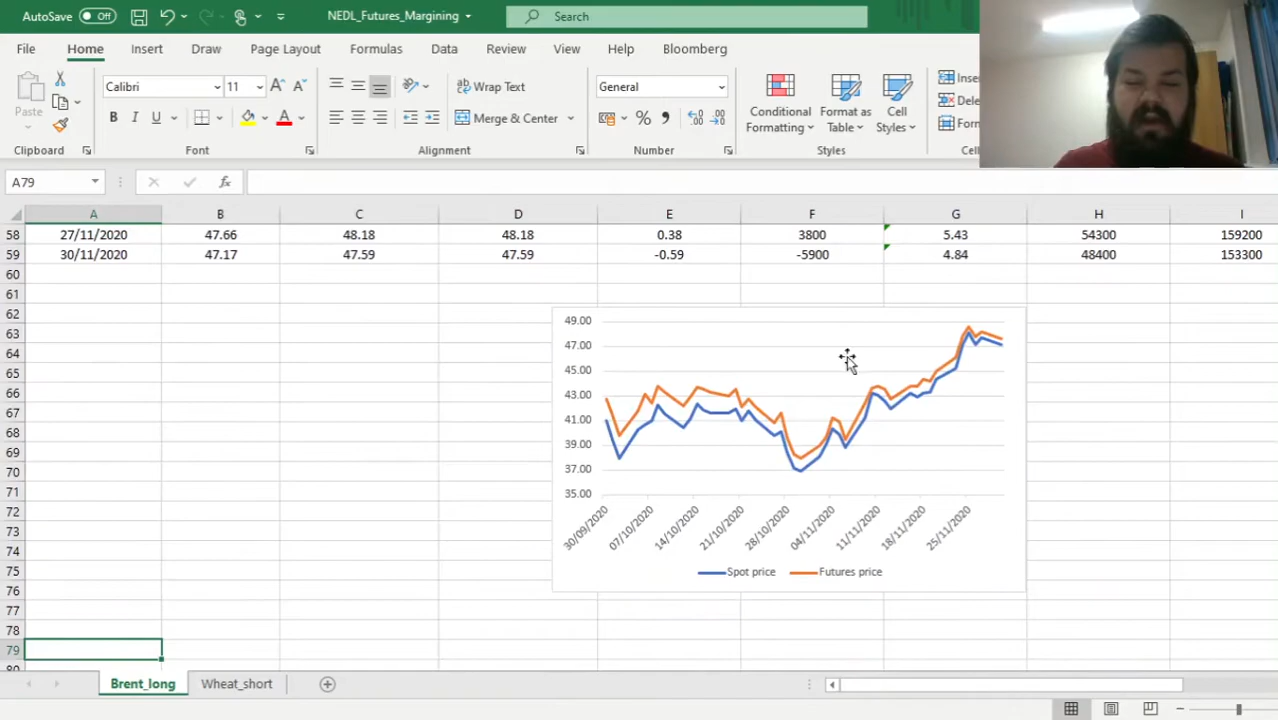 AutoSave Off NEDL_Futures_Margining Search
File Home Insert Draw Page Layout Formulas Data Review View Help Bloomberg
Calibri 11 A A Wrap Text General Inse
Paste B I U A Merge & Center % Conditional Formatting Format as Table Cell Styles Dele
Form
Clipboard Font Alignment Number Styles Cel
A79 fx
A B C D E F G H I
58 27/11/2020 47.66 48.18 48.18 0.38 3800 5.43 54300 159200
59 30/11/2020 47.17 47.59 47.59 -0.59 -5900 4.84 48400 153300
60
61
62
63
64
65
66
67
68
69
70
71
72
73
74
75
76
77
78
79
80
49.00
47.00
45.00
43.00
41.00
39.00
37.00
35.00
30/09/2020 07/10/2020 14/10/2020 21/10/2020 28/10/2020 04/11/2020 11/11/2020 18/11/2020 25/11/2020
Spot price Futures price
Brent_long Wheat_short